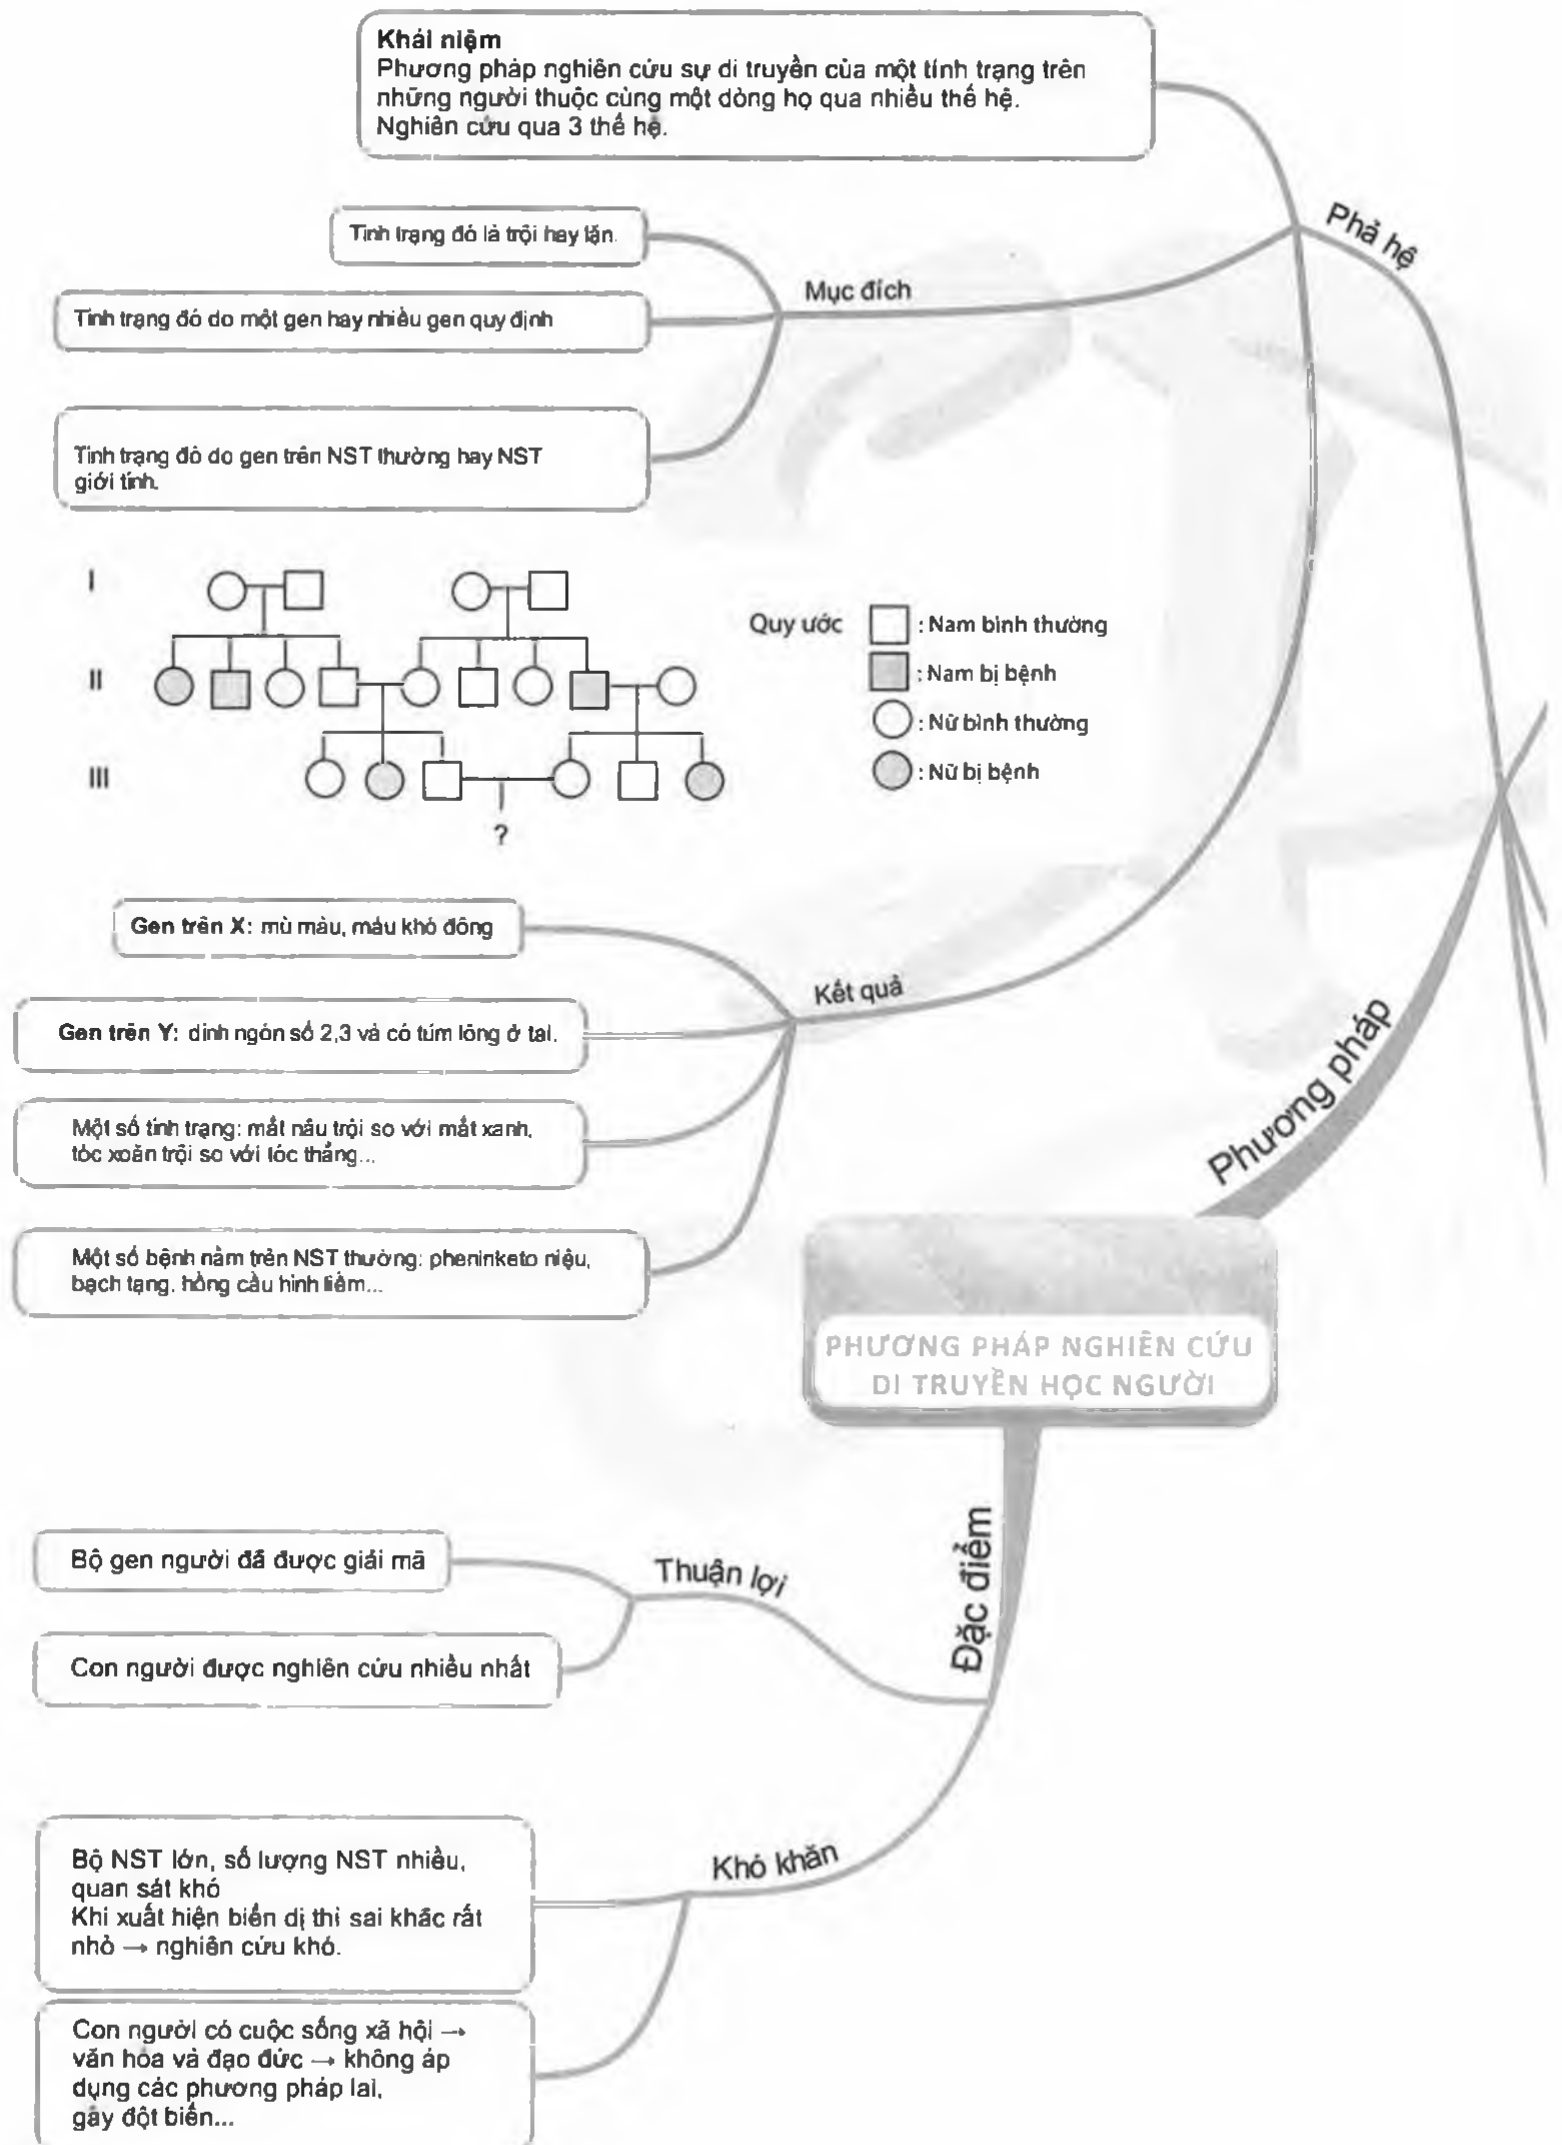 Khái niệm
Phương pháp nghiên cứu sự di truyền của một tính trạng trên
những người thuộc cùng một dòng họ qua nhiều thế hệ.
Nghiên cứu qua 3 thế hệ.
Phả hệ
Tính trạng đó là trội hay lặn.
Mục đích
Tính trạng đó do một gen hay nhiều gen quy định
Tính trạng đó do gen trên NST thường hay NST
giới tính.
I
II
III
?
Quy ước
: Nam bình thường
: Nam bị bệnh
: Nữ bình thường
: Nữ bị bệnh
Gen trên X: mù màu, máu khó đông
Kết quả
Gen trên Y: dính ngón số 2,3 và có túm lông ở tai.
Một số tính trạng: mắt nâu trội so với mắt xanh,
tóc xoăn trội so với tóc thẳng...
Một số bệnh nằm trên NST thường: pheninketo niệu,
bạch tạng, hồng cầu hình liềm...
Phương pháp
PHƯƠNG PHÁP NGHIÊN CỨU
DI TRUYỀN HỌC NGƯỜI
Đặc điểm
Thuận lợi
Bộ gen người đã được giải mã
Con người được nghiên cứu nhiều nhất
Khó khăn
Bộ NST lớn, số lượng NST nhiều,
quan sát khó
Khi xuất hiện biến dị thì sai khác rất
nhỏ → nghiên cứu khó.
Con người có cuộc sống xã hội →
văn hóa và đạo đức → không áp
dụng các phương pháp lai,
gây đột biến...